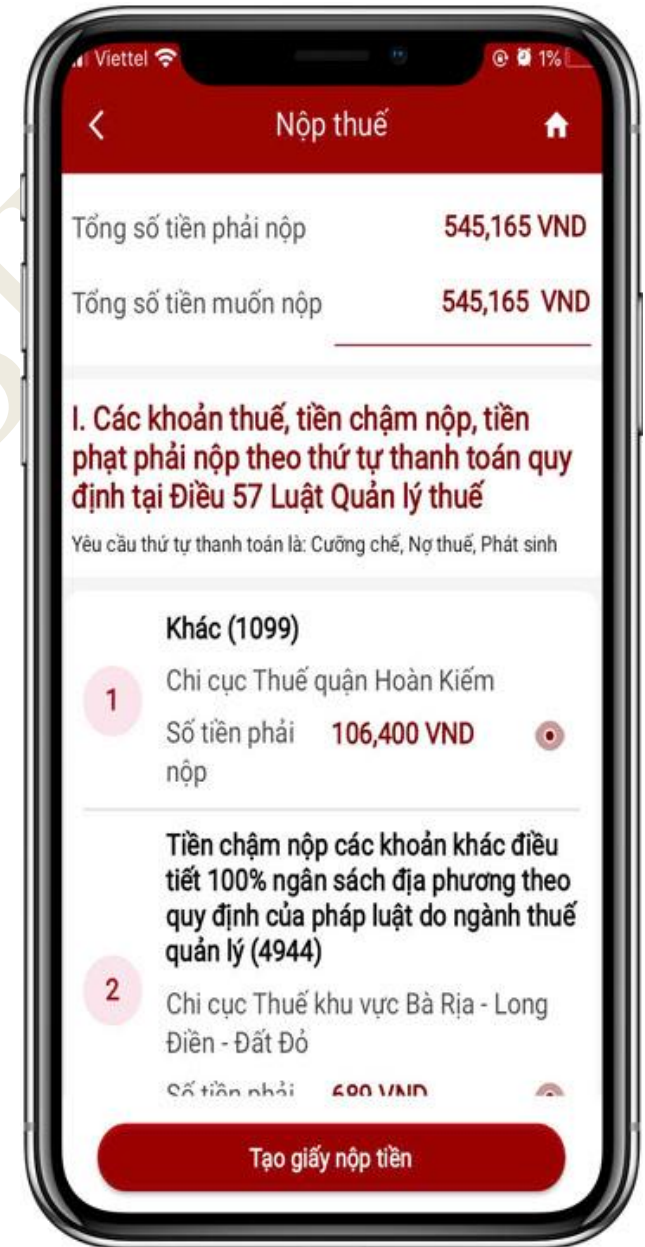 Viettel 1%
Nộp thuế
Tổng số tiền phải nộp 545,165 VND
Tổng số tiền muốn nộp 545,165 VND
I. Các khoản thuế, tiền chậm nộp, tiền
phạt phải nộp theo thứ tự thanh toán quy
định tại Điều 57 Luật Quản lý thuế
Yêu cầu thứ tự thanh toán là: Cưỡng chế, Nợ thuế, Phát sinh
Khác (1099)
1
Chi cục Thuế quận Hoàn Kiếm
Số tiền phải 106,400 VND
nộp
Tiền chậm nộp các khoản khác điều
tiết 100% ngân sách địa phương theo
quy định của pháp luật do ngành thuế
quản lý (4944)
2
Chi cục Thuế khu vực Bà Rịa - Long
Điền - Đất Đỏ
Số tiền phải 689 VND
Tạo giấy nộp tiền